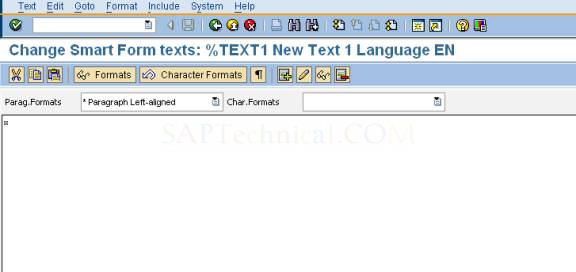 Text Edit Goto Format Include System Help
Change Smart Form texts: %TEXT1 New Text 1 Language EN
Formats Character Formats ¶
Parag.Formats * Paragraph Left-aligned Char.Formats
SAPTechnical.COM